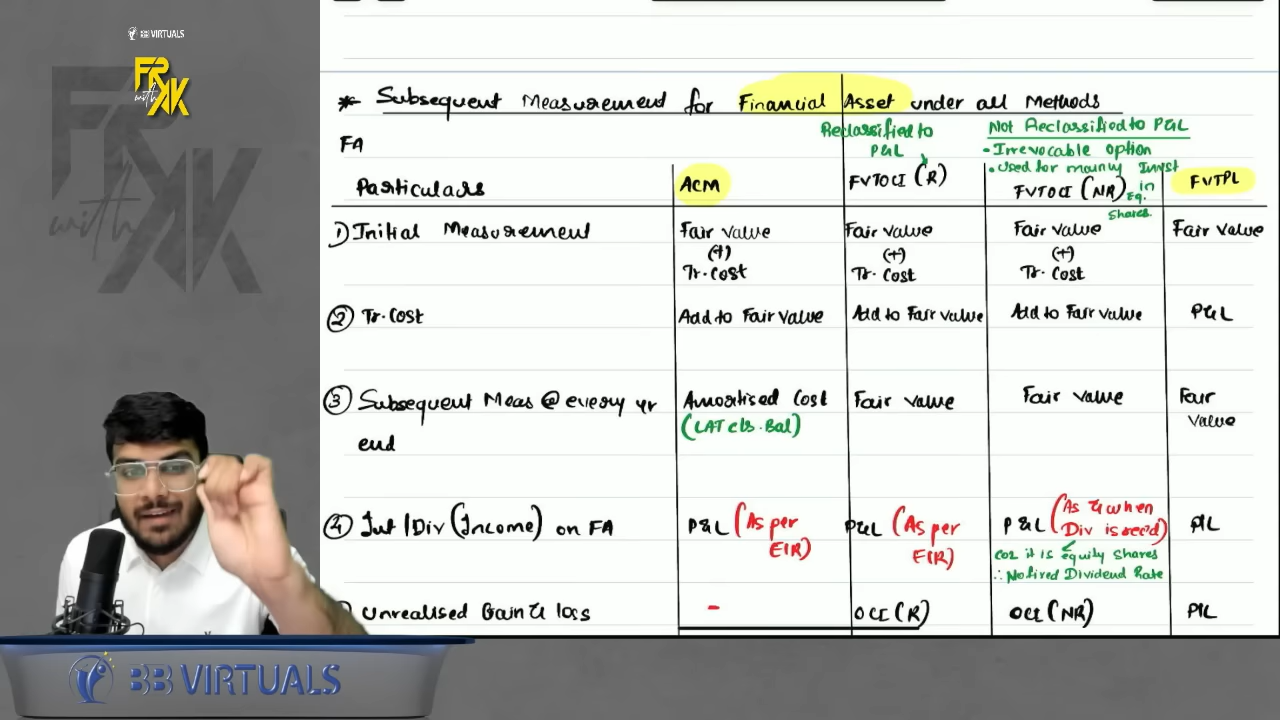 BB VIRTUALS
FR
with
AK
FR
with
AK
* Subsequent Measurement for Financial Asset under all Methods
FA
Reclassified to
P&L
Not Reclassified to P&L
• Irrevocable option
• Used for mainly Invst
in
Eq.
Shares.
Particulars ACM FVTOCI (R) FVTOCI (NR) FVTPL
1) Initial Measurement Fair value Fair value Fair value Fair value
(+) (+) (+)
Tr. Cost Tr. Cost Tr. Cost
② Tr. Cost Add to Fair value Add to Fair value Add to Fair value P&L
③ Subsequent Meas @ every yr Amortised Cost Fair value Fair value Fair
end (LAT cls. Bal) Value
④ Int / Div (Income) on FA P&L (As per P&L (As per P&L (As & when P/L
EIR) EIR) Div is recd)
coz it is equity shares
∴ No fixed Dividend Rate
) Unrealised Gain & loss - OCI (R) OCI (NR) P/L
BB VIRTUALS